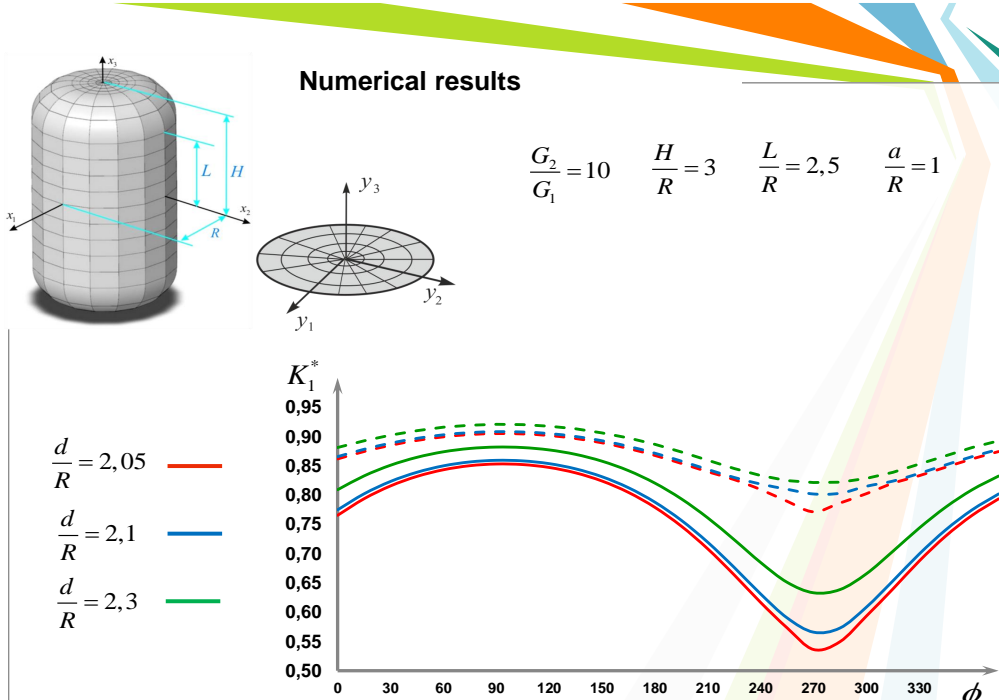 Numerical results
x₃
L
H
x₁
x₂
R
y₃
y₂
y₁
G₂/G₁ = 10 H/R = 3 L/R = 2,5 a/R = 1
d/R = 2,05
d/R = 2,1
d/R = 2,3
K₁*
0,95
0,90
0,85
0,80
0,75
0,70
0,65
0,60
0,55
0,50
0 30 60 90 120 150 180 210 240 270 300 330
ϕ